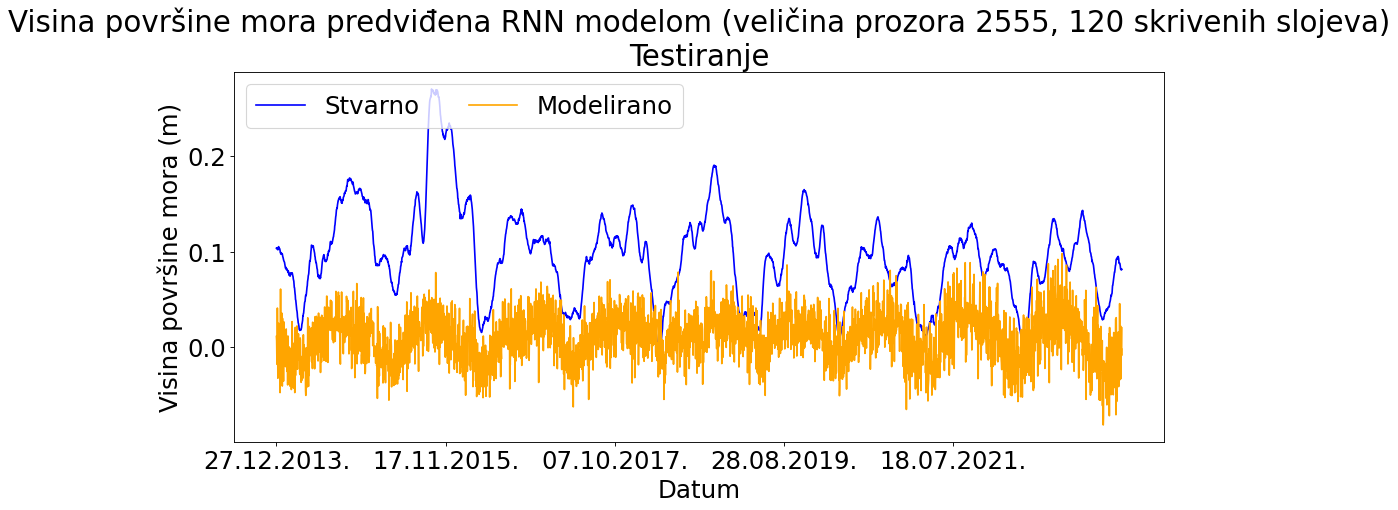 Visina površine mora predviđena RNN modelom (veličina prozora 2555, 120 skrivenih slojeva)
Testiranje
Stvarno Modelirano
Visina površine mora (m)
0.2
0.1
0.0
27.12.2013. 17.11.2015. 07.10.2017. 28.08.2019. 18.07.2021.
Datum